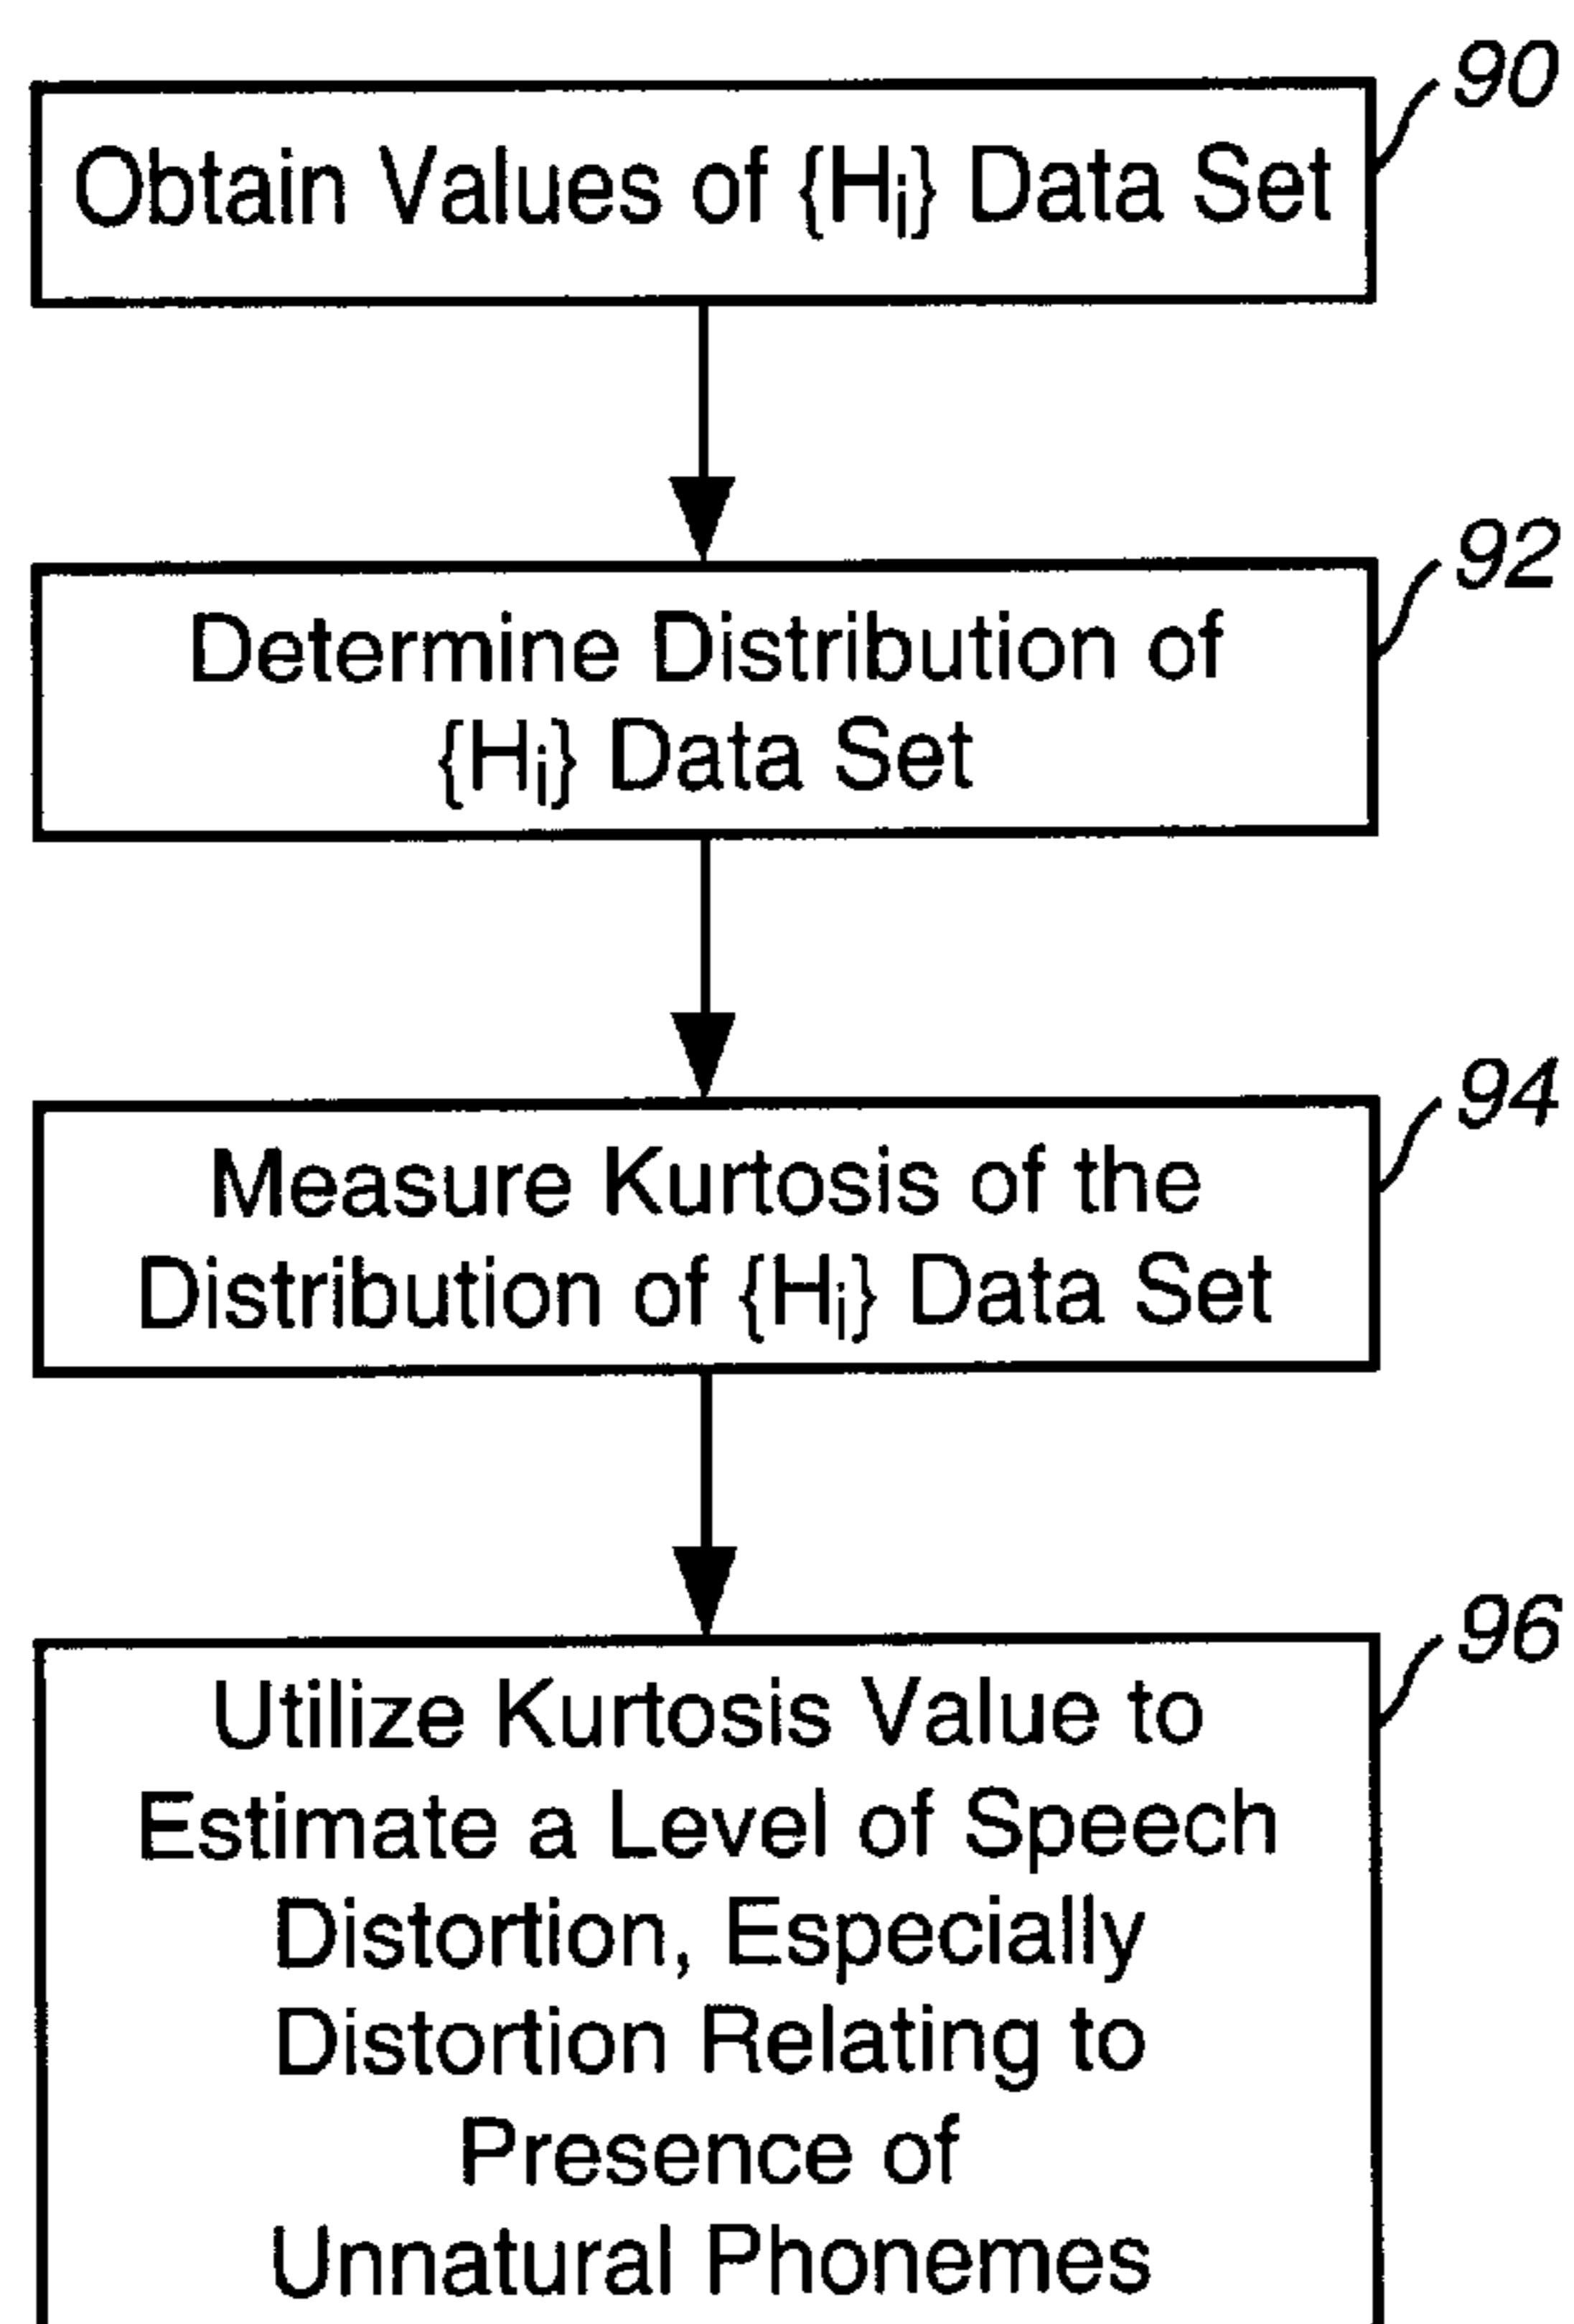 90
Obtain Values of {Hi} Data Set
92
Determine Distribution of
{Hi} Data Set
94
Measure Kurtosis of the
Distribution of {Hi} Data Set
96
Utilize Kurtosis Value to
Estimate a Level of Speech
Distortion, Especially
Distortion Relating to
Presence of
Unnatural Phonemes